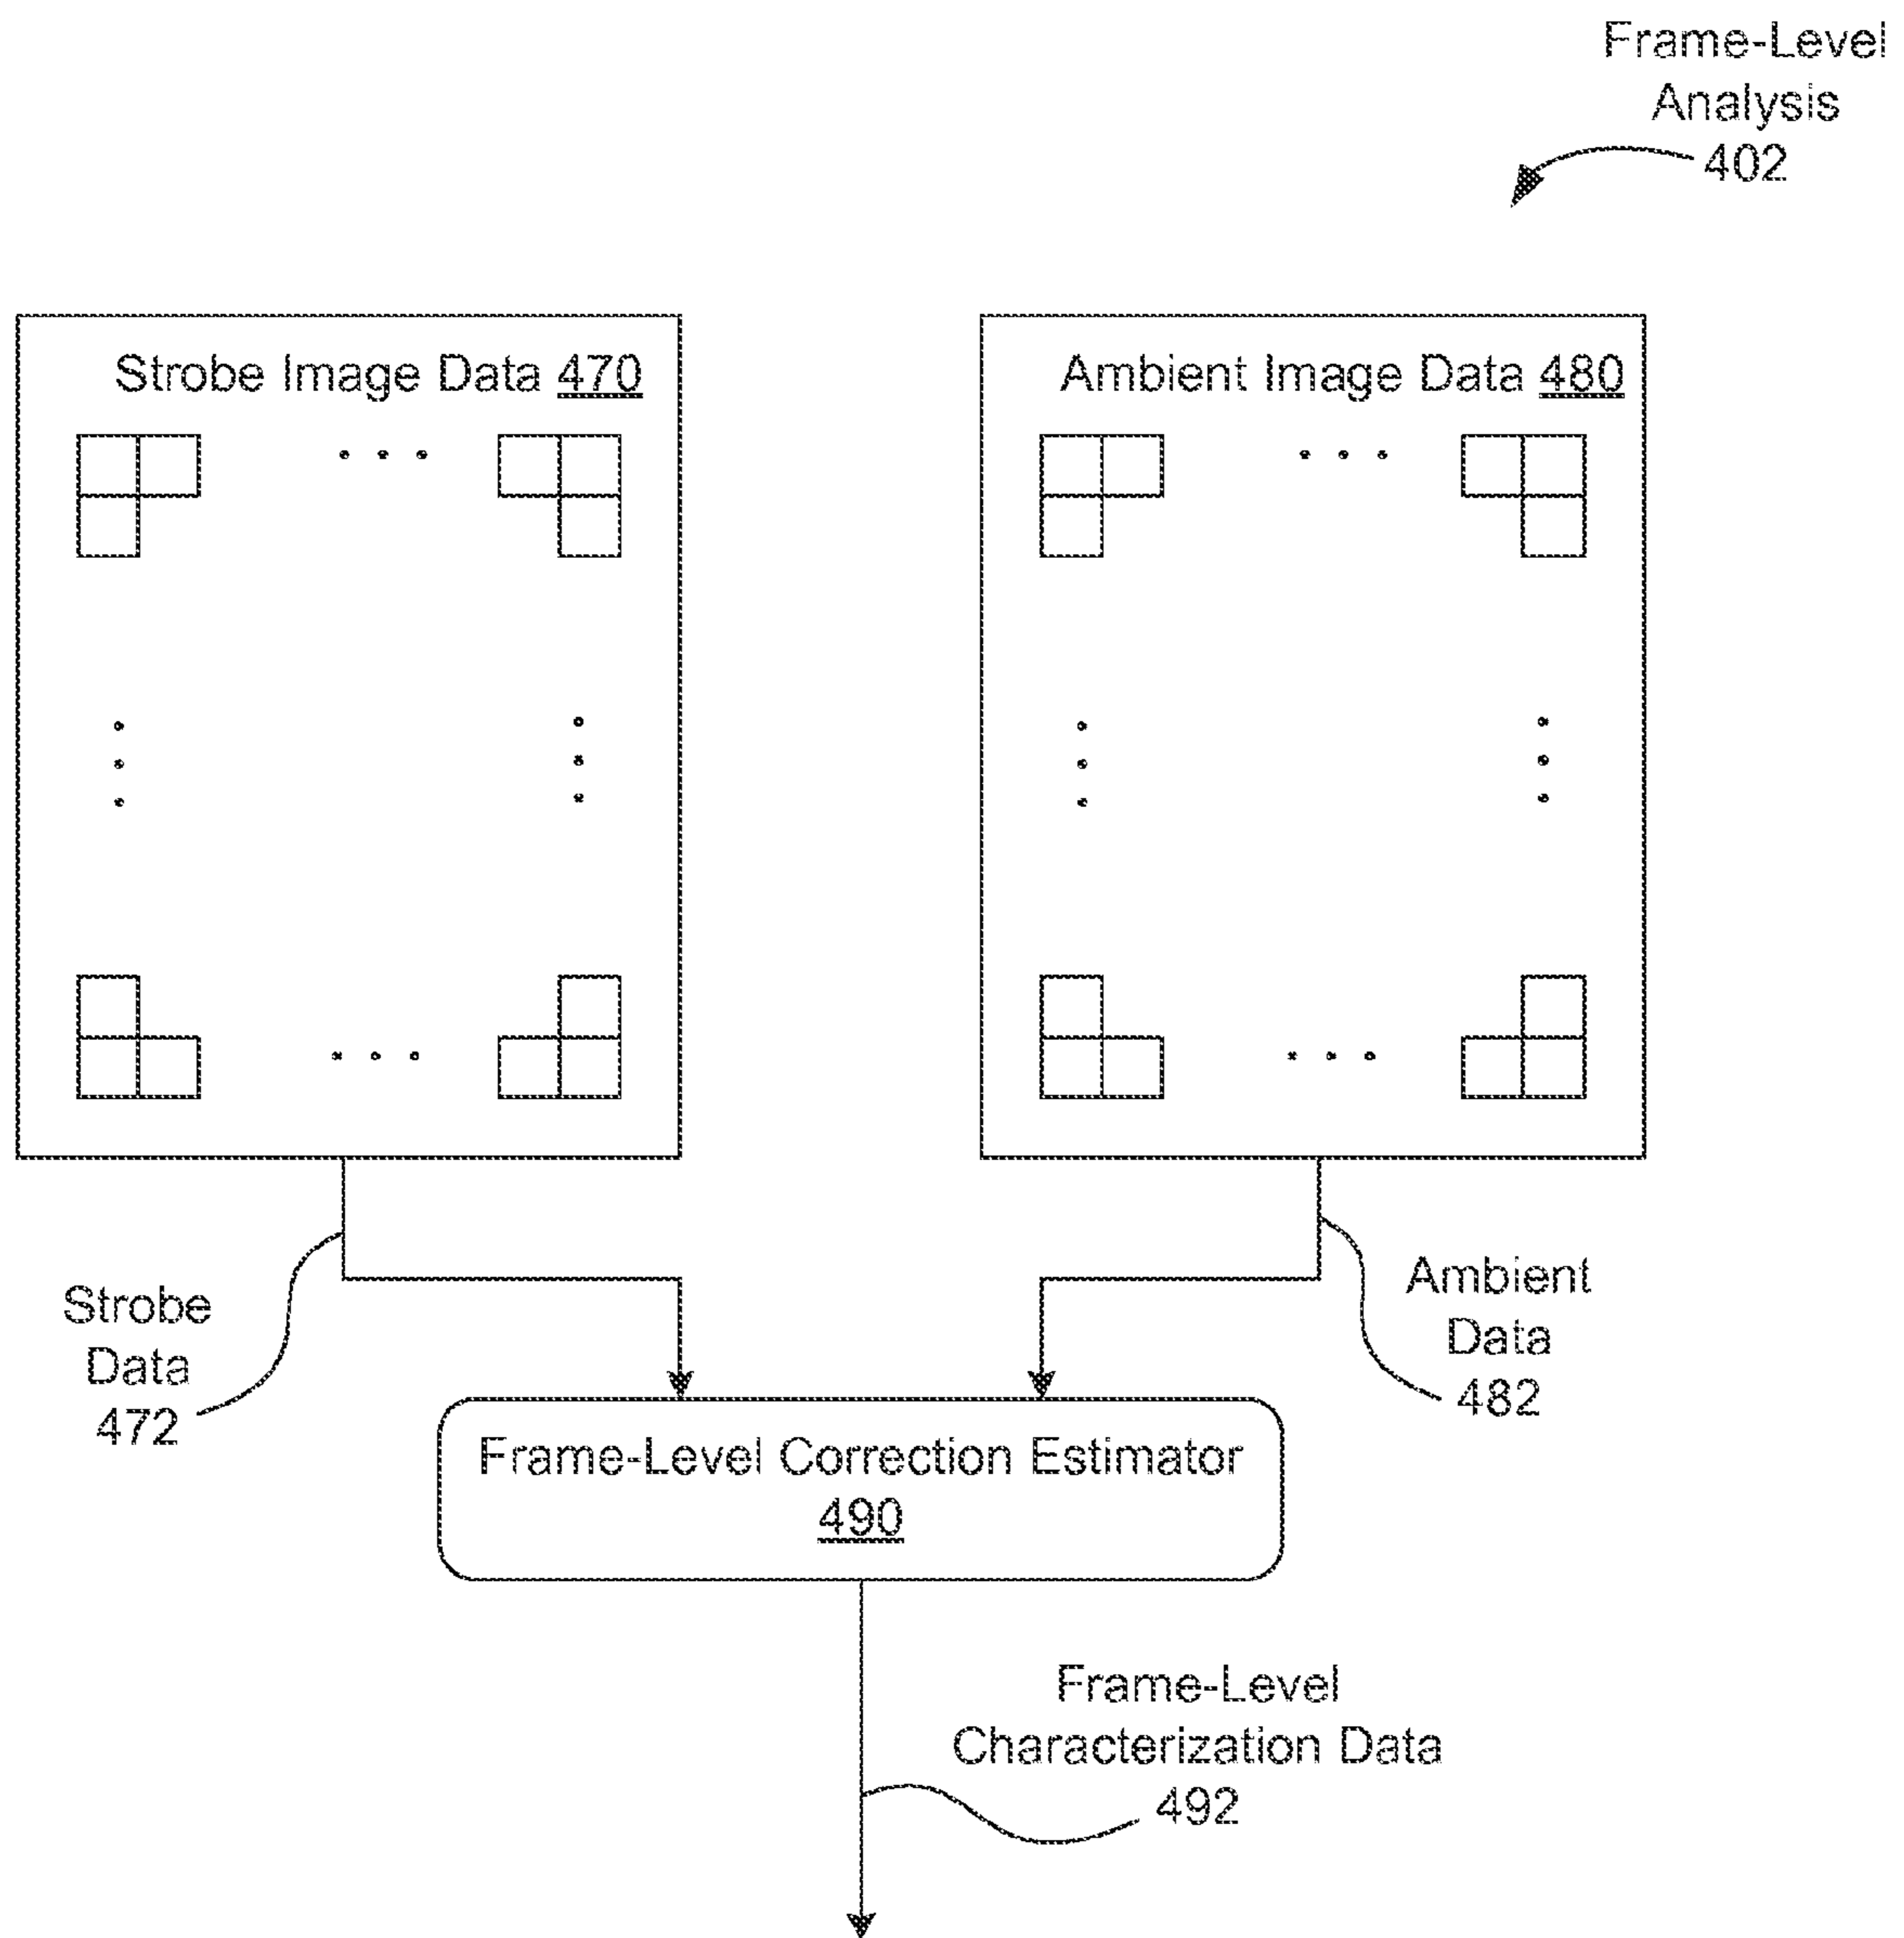 Frame-Level
Analysis
402
Strobe Image Data 470
Ambient Image Data 480
Strobe
Data
472
Ambient
Data
482
Frame-Level Correction Estimator
490
Frame-Level
Characterization Data
492